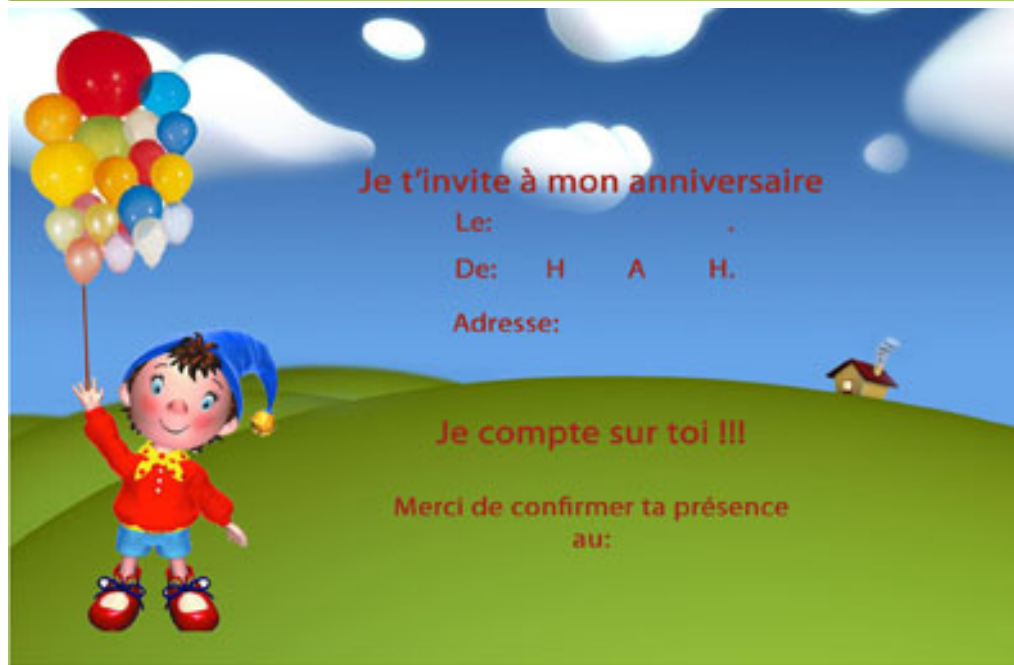 Je t'invite à mon anniversaire
Le: .
De: H A H.
Adresse:
Je compte sur toi !!!
Merci de confirmer ta présence
au: